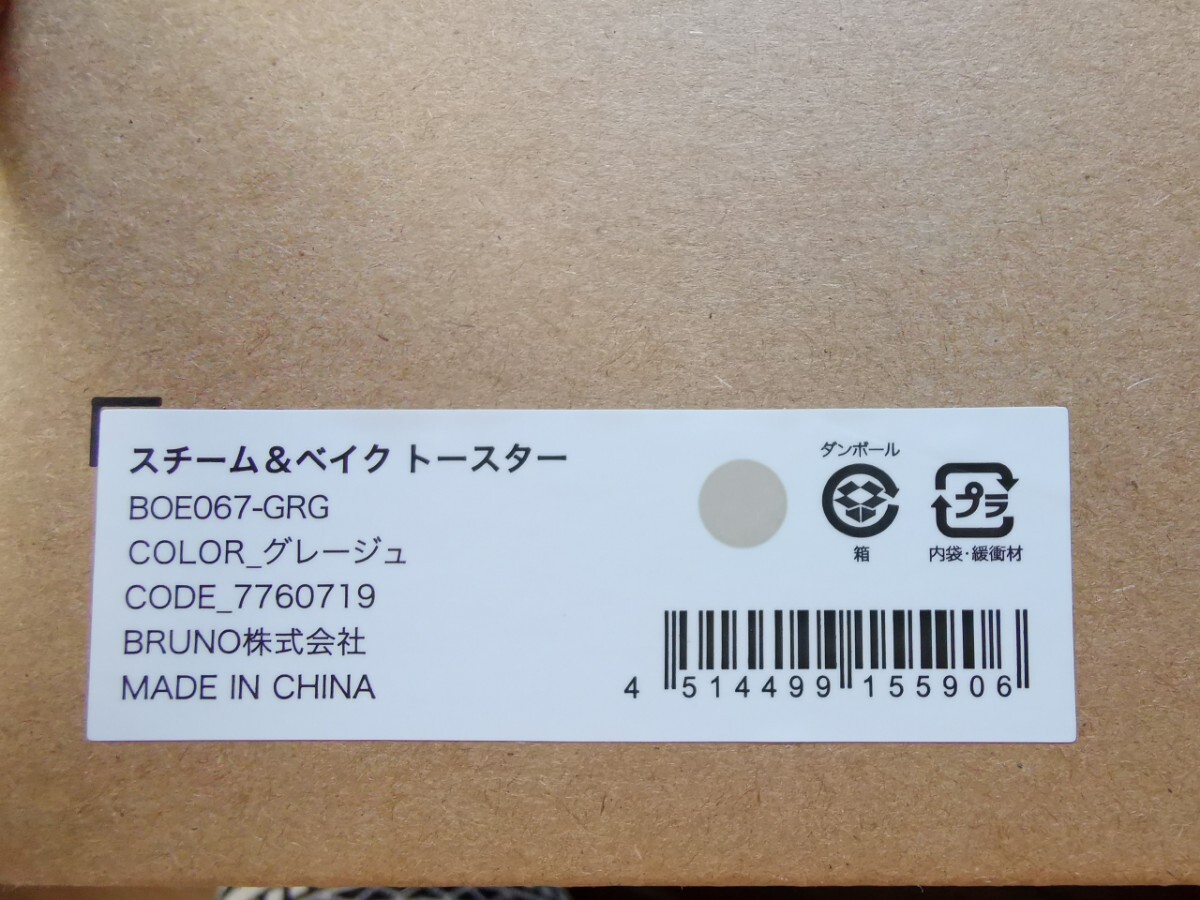 スチーム&ベイク トースター
BOE067-GRG
COLOR_グレージュ
CODE_7760719
BRUNO株式会社
MADE IN CHINA
ダンボール
箱
プラ
内袋・緩衝材
4 514499 155906